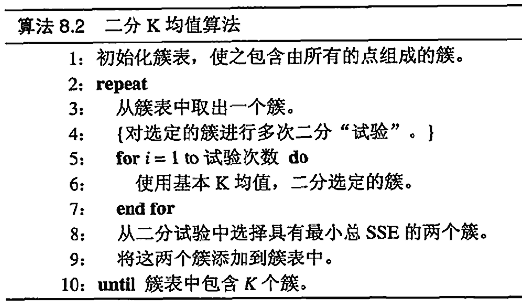 算法 8.2 二分 K 均值算法
1: 初始化簇表，使之包含由所有的点组成的簇。
2: repeat
3: 从簇表中取出一个簇。
4: {对选定的簇进行多次二分“试验”。}
5: for i = 1 to 试验次数 do
6: 使用基本 K 均值，二分选定的簇。
7: end for
8: 从二分试验中选择具有最小总 SSE 的两个簇。
9: 将这两个簇添加到簇表中。
10: until 簇表中包含 K 个簇。